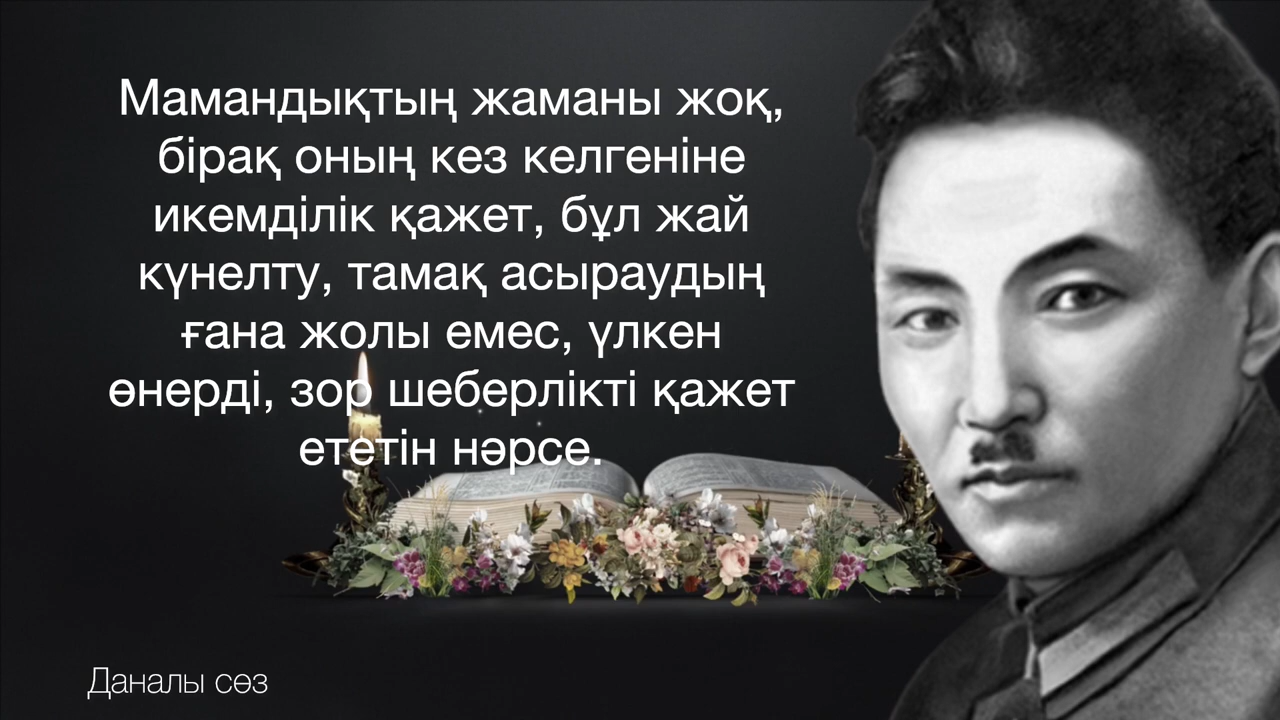 Мамандықтың жаманы жоқ,
бірақ оның кез келгеніне
икемділік қажет, бұл жай
күнелту, тамақ асыраудың
ғана жолы емес, үлкен
өнерді, зор шеберлікті қажет
ететін нәрсе.
Даналы сөз